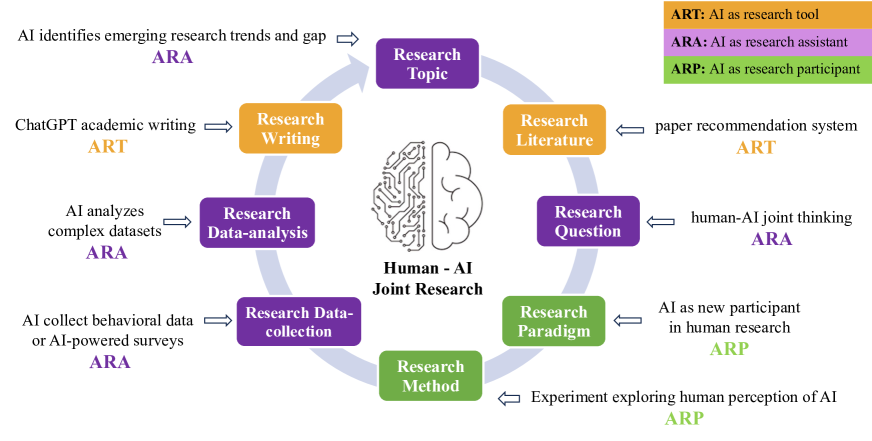 ART: AI as research tool
ARA: AI as research assistant
ARP: AI as research participant
AI identifies emerging research trends and gap
ARA
Research
Topic
ChatGPT academic writing
ART
Research
Writing
Research
Literature
paper recommendation system
ART
AI analyzes
complex datasets
ARA
Research
Data-analysis
Research
Question
human-AI joint thinking
ARA
Human - AI
Joint Research
AI collect behavioral data
or AI-powered surveys
ARA
Research Data-
collection
Research
Paradigm
AI as new participant
in human research
ARP
Research
Method
Experiment exploring human perception of AI
ARP